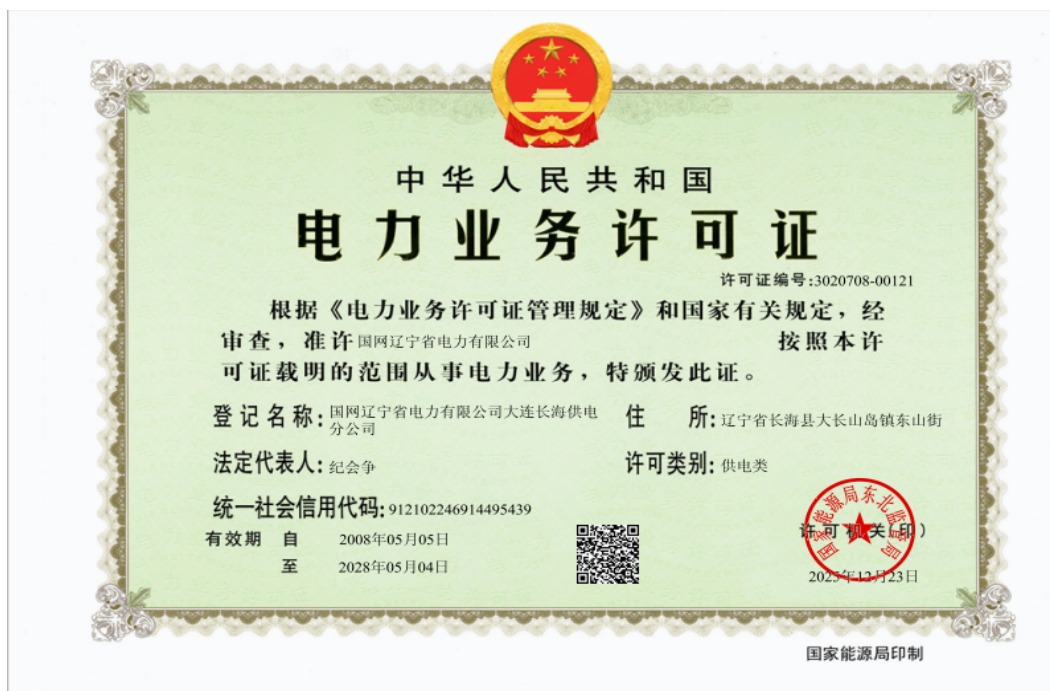 中华人民共和国
电力业务许可证
许可证编号:3020708-00121
根据《电力业务许可证管理规定》和国家有关规定，经
审查，准许国网辽宁省电力有限公司 按照本许
可证载明的范围从事电力业务，特颁发此证。
登记名称:国网辽宁省电力有限公司大连长海供电
分公司
住 所:辽宁省长海县大长山岛镇东山街
法定代表人:纪会争
许可类别:供电类
统一社会信用代码:912102246914495439
有效期 自 2008年05月05日
至 2028年05月04日
许可机关(印)
国家能源局东北监管局
2025年12月23日
国家能源局印制